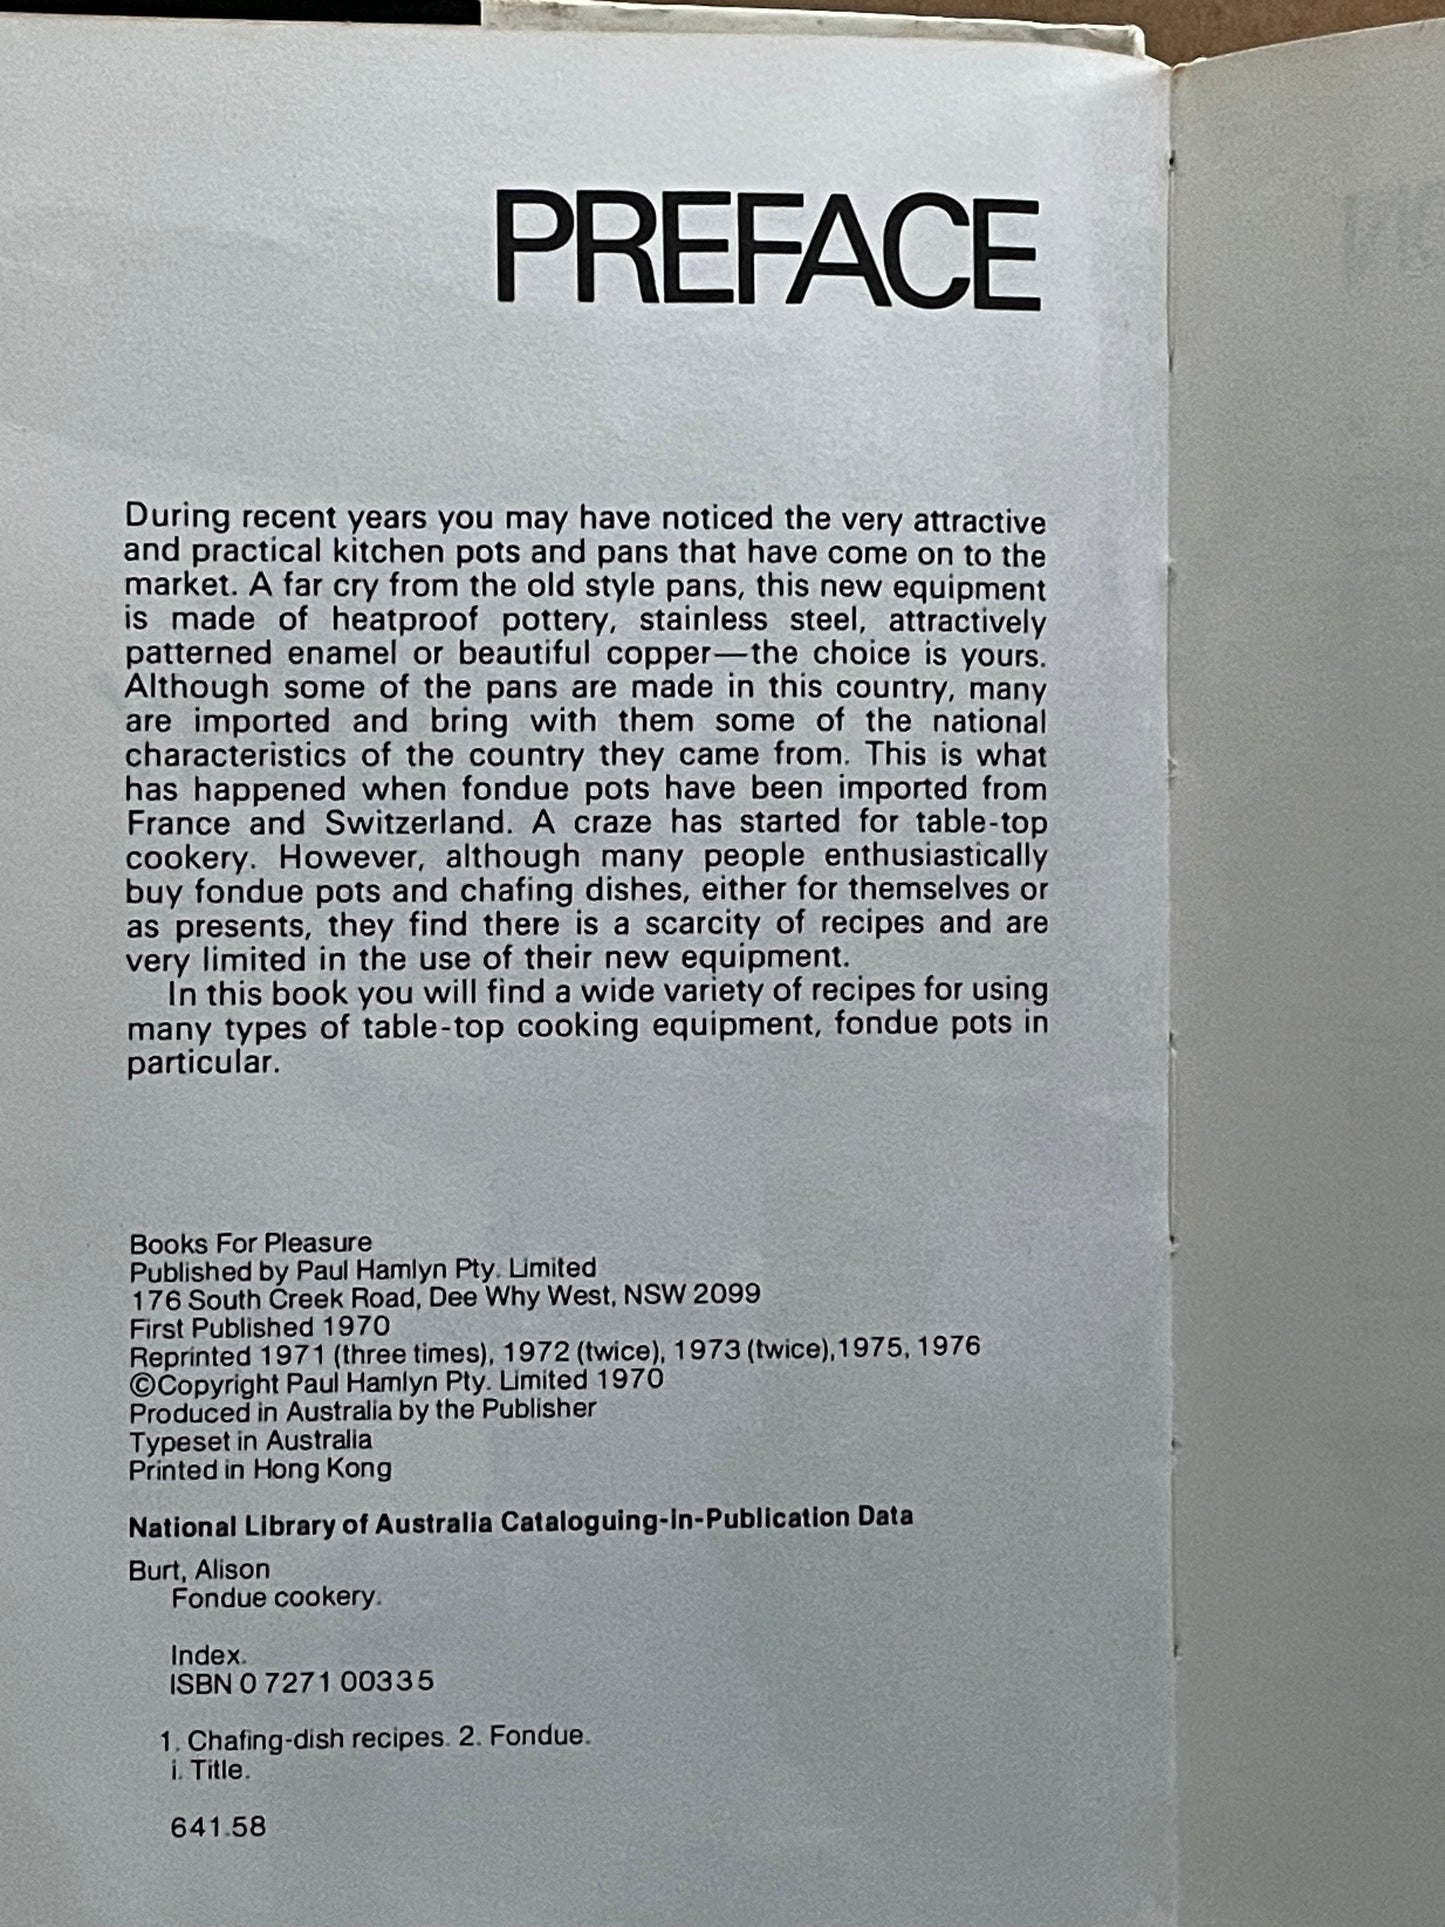 PREFACE
During recent years you may have noticed the very attractive
and practical kitchen pots and pans that have come on to the
market. A far cry from the old style pans, this new equipment
is made of heatproof pottery, stainless steel, attractively
patterned enamel or beautiful copper—the choice is yours.
Although some of the pans are made in this country, many
are imported and bring with them some of the national
characteristics of the country they came from. This is what
has happened when fondue pots have been imported from
France and Switzerland. A craze has started for table-top
cookery. However, although many people enthusiastically
buy fondue pots and chafing dishes, either for themselves or
as presents, they find there is a scarcity of recipes and are
very limited in the use of their new equipment.
In this book you will find a wide variety of recipes for using
many types of table-top cooking equipment, fondue pots in
particular.
Books For Pleasure
Published by Paul Hamlyn Pty. Limited
176 South Creek Road, Dee Why West, NSW 2099
First Published 1970
Reprinted 1971 (three times), 1972 (twice), 1973 (twice),1975, 1976
©Copyright Paul Hamlyn Pty. Limited 1970
Produced in Australia by the Publisher
Typeset in Australia
Printed in Hong Kong
National Library of Australia Cataloguing-in-Publication Data
Burt, Alison
Fondue cookery.
Index.
ISBN 0 7271 00335
1. Chafing-dish recipes. 2. Fondue.
i. Title.
641.58